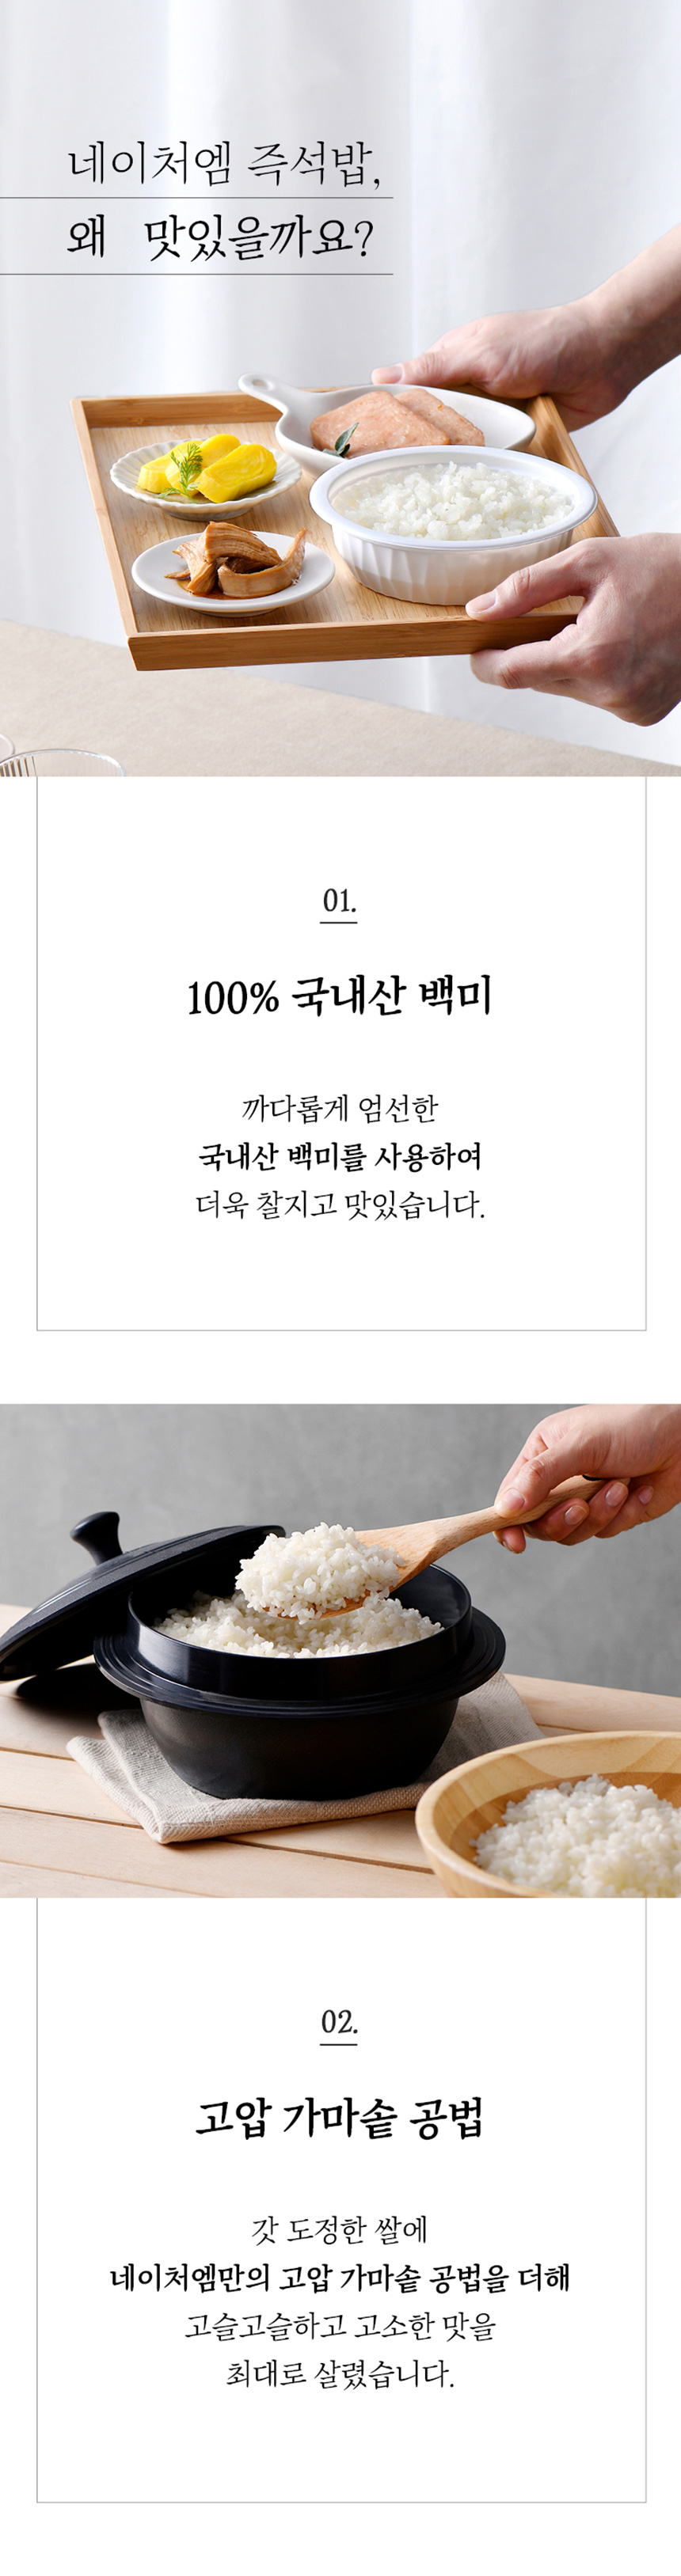 네이처엠 즉석밥,
왜 맛있을까요?
01.
100% 국내산 백미
까다롭게 엄선한
국내산 백미를 사용하여
더욱 찰지고 맛있습니다.
02.
고압 가마솥 공법
갓 도정한 쌀에
네이처엠만의 고압 가마솥 공법을 더해
고슬고슬하고 고소한 맛을
최대로 살렸습니다.